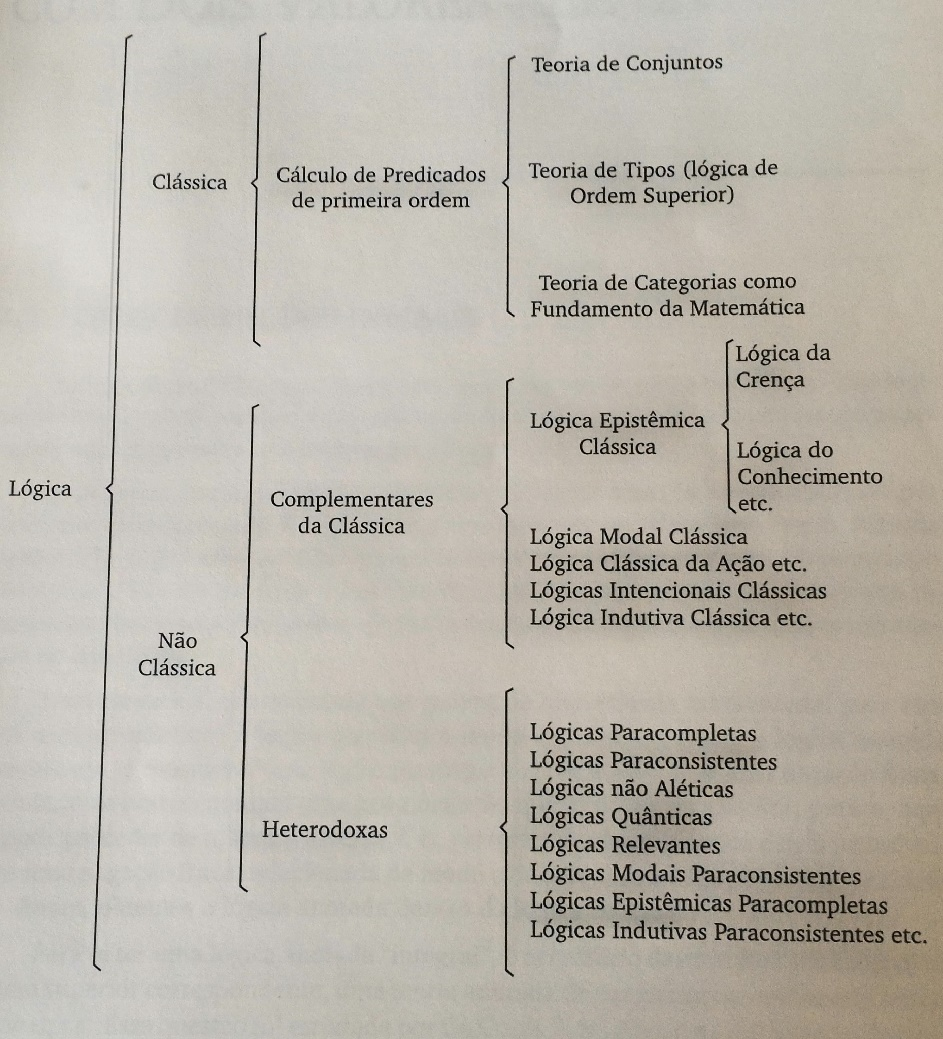 Teoria de Conjuntos
Clássica
Cálculo de Predicados
de primeira ordem
Teoria de Tipos (lógica de
Ordem Superior)
Teoria de Categorias como
Fundamento da Matemática
Lógica
Não
Clássica
Complementares
da Clássica
Lógica Epistêmica
Clássica
Lógica da
Crença
Lógica do
Conhecimento
etc.
Lógica Modal Clássica
Lógica Clássica da Ação etc.
Lógicas Intencionais Clássicas
Lógica Indutiva Clássica etc.
Heterodoxas
Lógicas Paracompletas
Lógicas Paraconsistentes
Lógicas não Aléticas
Lógicas Quânticas
Lógicas Relevantes
Lógicas Modais Paraconsistentes
Lógicas Epistêmicas Paracompletas
Lógicas Indutivas Paraconsistentes etc.